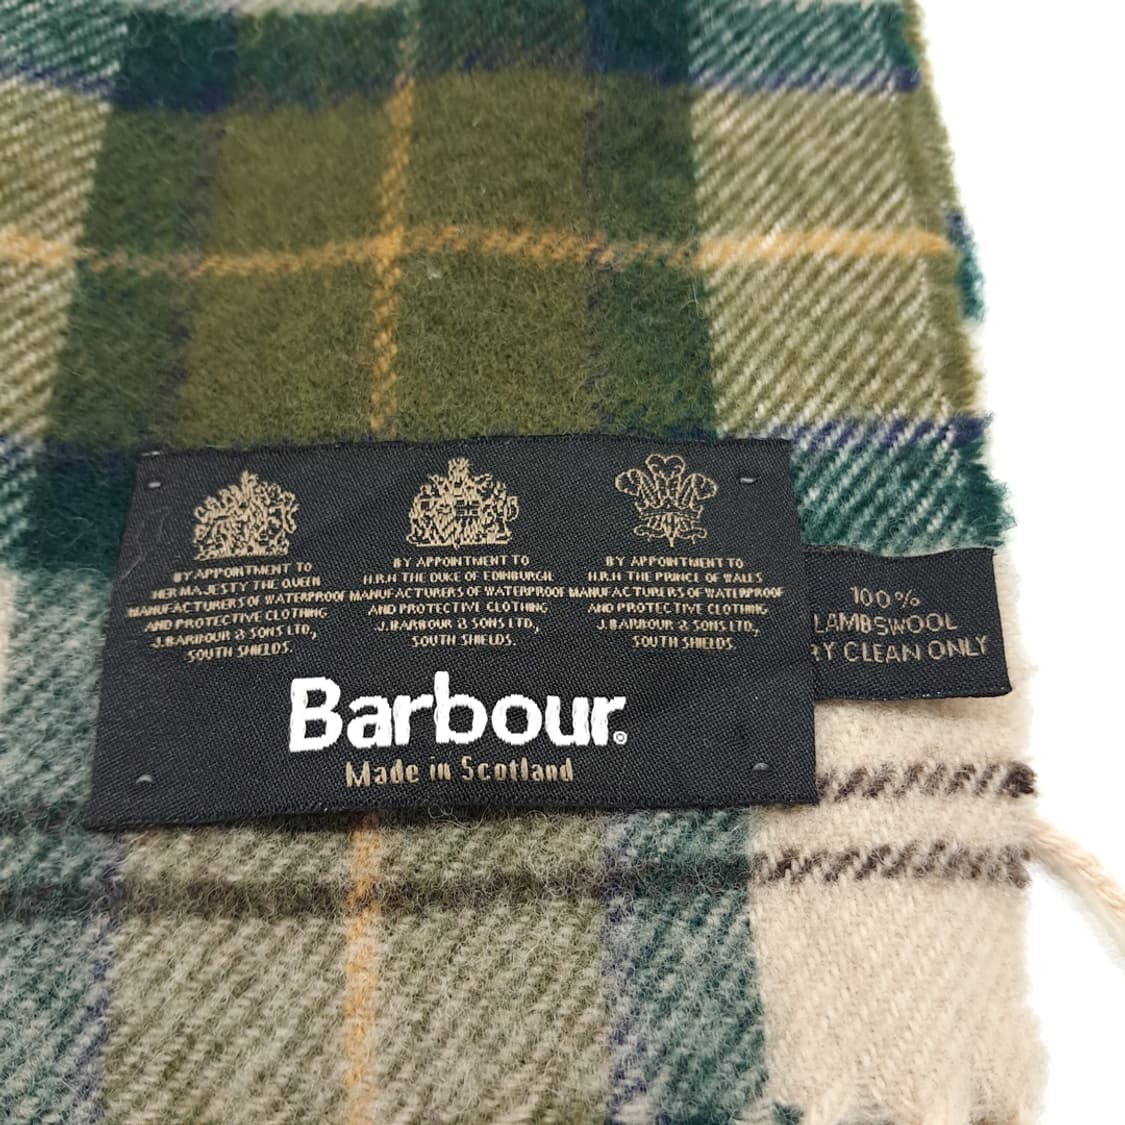 BY APPOINTMENT TO
HER MAJESTY THE QUEEN
MANUFACTURERS OF WATERPROOF
AND PROTECTIVE CLOTHING
J. BARBOUR & SONS LTD,
SOUTH SHIELDS.
BY APPOINTMENT TO
H.R.H THE DUKE OF EDINBURGH
MANUFACTURERS OF WATERPROOF
AND PROTECTIVE CLOTHING
J. BARBOUR & SONS LTD,
SOUTH SHIELDS.
BY APPOINTMENT TO
H.R.H THE PRINCE OF WALES
MANUFACTURERS OF WATERPROOF
AND PROTECTIVE CLOTHING
J. BARBOUR & SONS LTD,
SOUTH SHIELDS.
Barbour®
Made in Scotland
100%
LAMBSWOOL
RY CLEAN ONLY